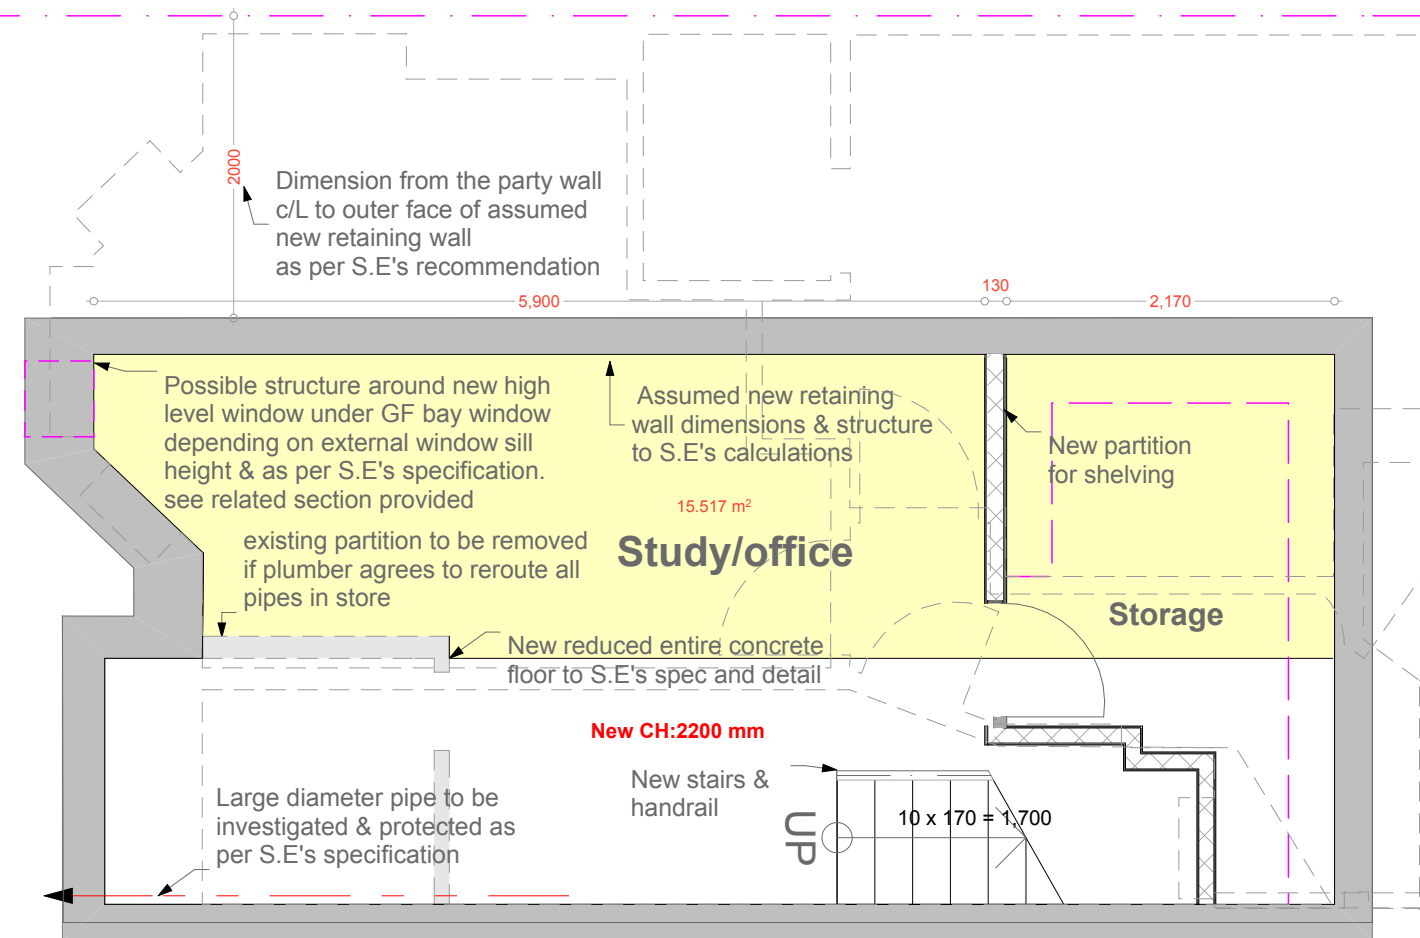 2000
Dimension from the party wall
c/L to outer face of assumed
new retaining wall
as per S.E's recommendation
5,900
130
2,170
Possible structure around new high
level window under GF bay window
depending on external window sill
height & as per S.E's specification.
see related section provided
Assumed new retaining
wall dimensions & structure
to S.E's calculations
New partition
for shelving
15.517 m²
Study/office
existing partition to be removed
if plumber agrees to reroute all
pipes in store
Storage
New reduced entire concrete
floor to S.E's spec and detail
New CH:2200 mm
New stairs &
handrail
UP
10 x 170 = 1,700
Large diameter pipe to be
investigated & protected as
per S.E's specification